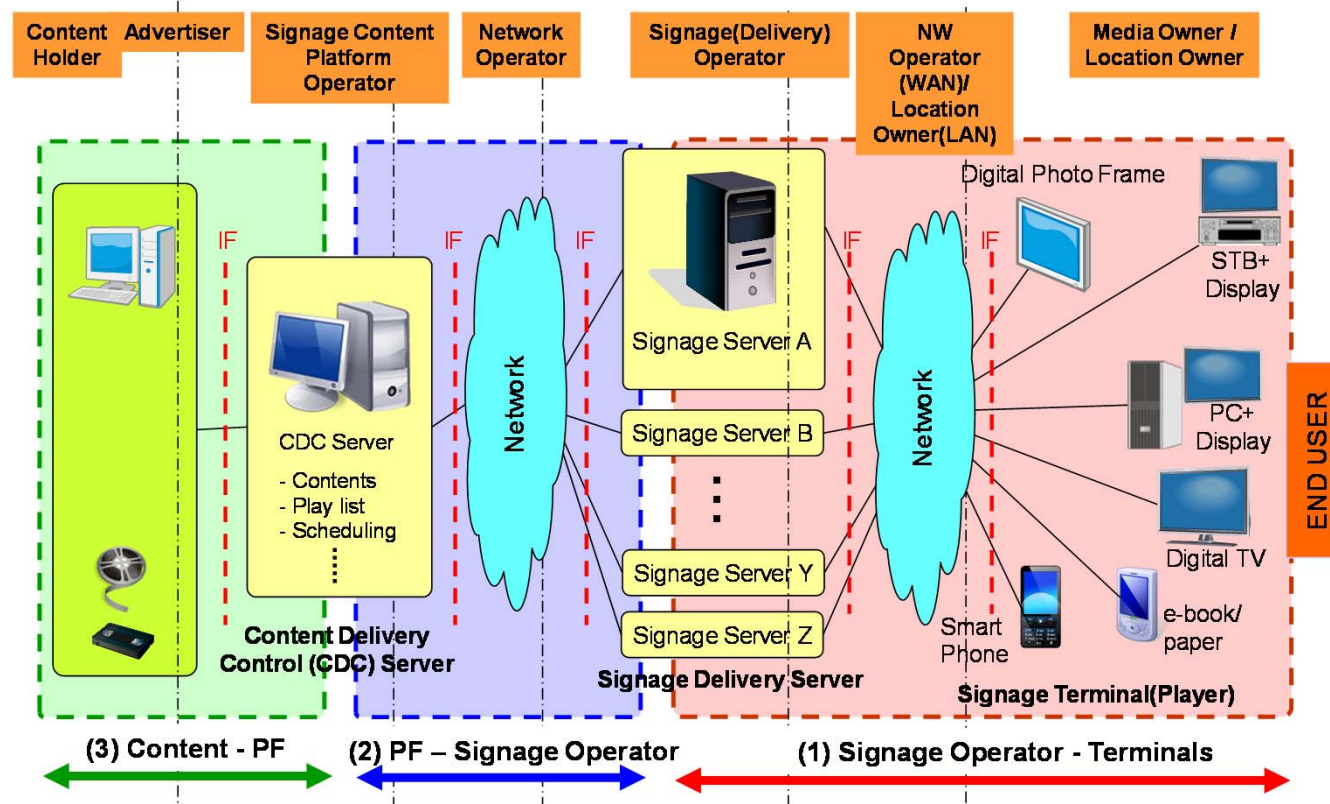 Content
Holder
Advertiser
Signage Content
Platform
Operator
Network
Operator
Signage(Delivery)
Operator
NW
Operator
(WAN)/
Location
Owner(LAN)
Media Owner /
Location Owner
IF
IF
IF
IF
IF
CDC Server
- Contents
- Play list
- Scheduling
Content Delivery
Control (CDC) Server
Network
Signage Server A
Signage Server B
Signage Server Y
Signage Server Z
Signage Delivery Server
Network
Digital Photo Frame
STB+
Display
PC+
Display
Digital TV
e-book/
paper
Smart
Phone
Signage Terminal(Player)
END USER
(3) Content - PF
(2) PF – Signage Operator
(1) Signage Operator - Terminals